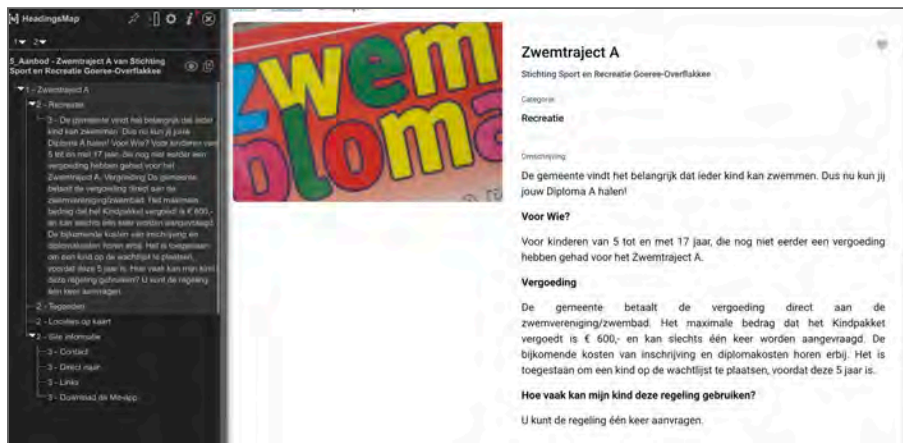 HeadingsMap
1 2
5_Aanbod - Zwemtraject A van Stichting
Sport en Recreatie Goeree-Overflakkee
1 - Zwemtraject A
2 - Recreatie
3 - De gemeente vindt het belangrijk dat ieder
kind kan zwemmen. Dus nu kun jij jouw
Diploma A halen! Voor Wie? Voor kinderen van
5 tot en met 17 jaar, die nog niet eerder een
vergoeding hebben gehad voor het
Zwemtraject A. Vergoeding De gemeente
betaalt de vergoeding direct aan de
zwemvereniging/zwembad. Het maximale
bedrag dat het Kindpakket vergoedt is € 600,-
en kan slechts één keer worden aangevraagd.
De bijkomende kosten van inschrijving en
diplomakosten horen erbij. Het is toegestaan
om een kind op de wachtlijst te plaatsen,
voordat deze 5 jaar is. Hoe vaak kan mijn kind
deze regeling gebruiken? U kunt de regeling
één keer aanvragen.
2 - Tegoeden
2 - Locaties op kaart
2 - Site informatie
3 - Contact
3 - Direct naar
3 - Links
3 - Download de Me-app
zwem
ploma
Zwemtraject A
Stichting Sport en Recreatie Goeree-Overflakkee
Categorie
Recreatie
Omschrijving
De gemeente vindt het belangrijk dat ieder kind kan zwemmen. Dus nu kun jij
jouw Diploma A halen!
Voor Wie?
Voor kinderen van 5 tot en met 17 jaar, die nog niet eerder een vergoeding
hebben gehad voor het Zwemtraject A.
Vergoeding
De gemeente betaalt de vergoeding direct aan de
zwemvereniging/zwembad. Het maximale bedrag dat het Kindpakket
vergoedt is € 600,- en kan slechts één keer worden aangevraagd. De
bijkomende kosten van inschrijving en diplomakosten horen erbij. Het is
toegestaan om een kind op de wachtlijst te plaatsen, voordat deze 5 jaar is.
Hoe vaak kan mijn kind deze regeling gebruiken?
U kunt de regeling één keer aanvragen.